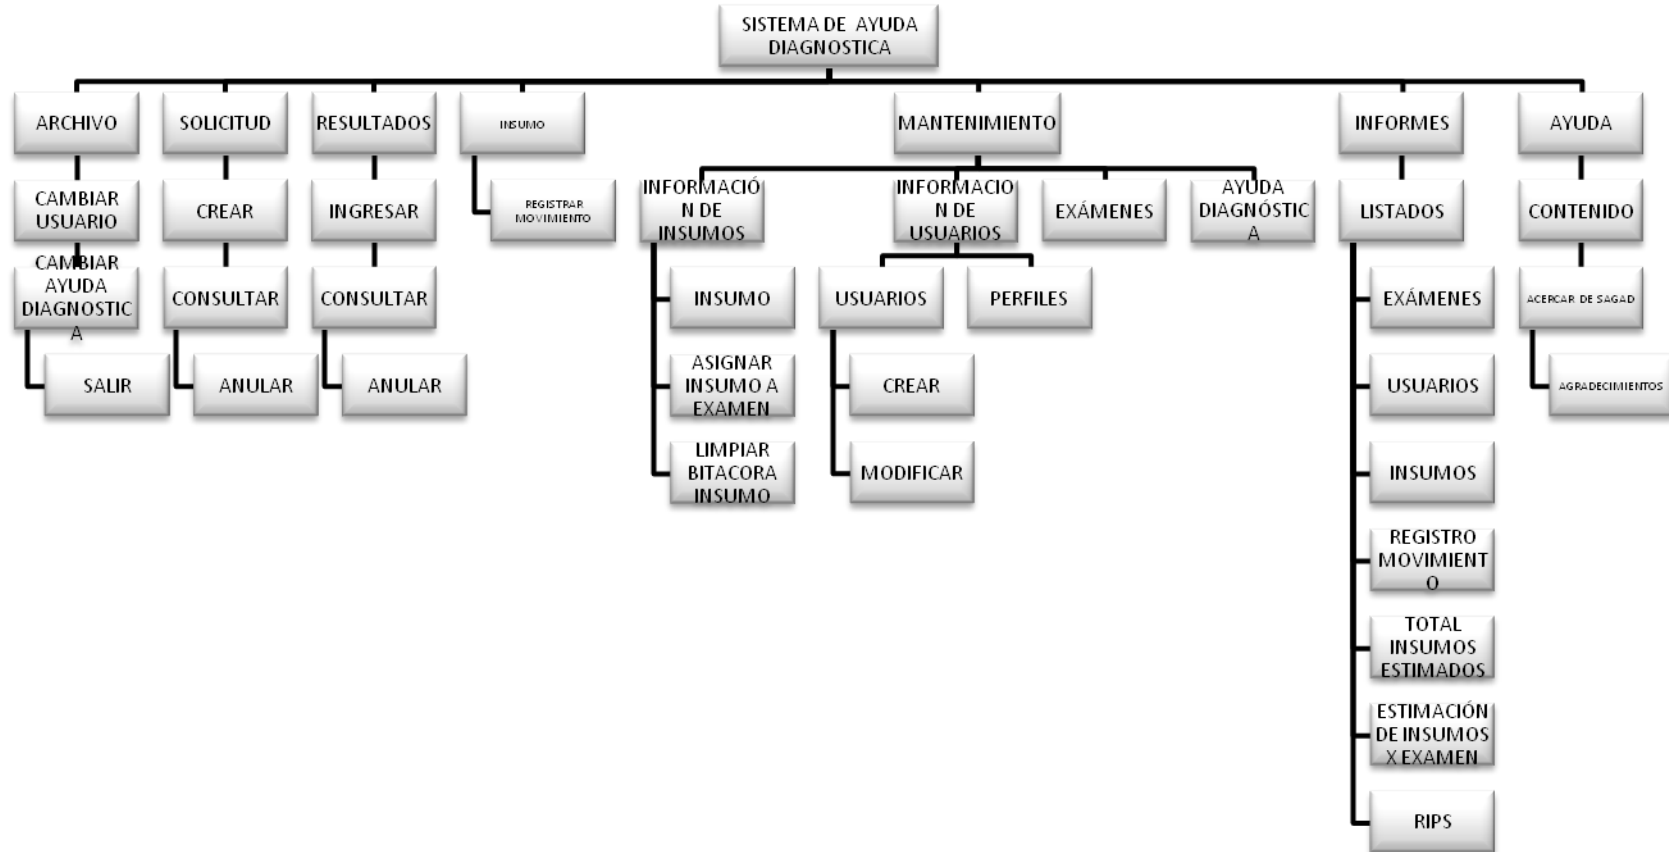 SISTEMA DE AYUDA
DIAGNOSTICA
ARCHIVO
SOLICITUD
RESULTADOS
INSUMO
MANTENIMIENTO
INFORMES
AYUDA
CAMBIAR
USUARIO
CREAR
INGRESAR
REGISTRAR
MOVIMIENTO
INFORMACIÓ
N DE
INSUMOS
INFORMACIO
N DE
USUARIOS
EXÁMENES
AYUDA
DIAGNÓSTIC
A
LISTADOS
CONTENIDO
CAMBIAR
AYUDA
DIAGNOSTIC
A
CONSULTAR
CONSULTAR
INSUMO
USUARIOS
PERFILES
EXÁMENES
ACERCAR DE SAGAD
SALIR
ANULAR
ANULAR
ASIGNAR
INSUMO A
EXAMEN
CREAR
USUARIOS
AGRADECIMIENTOS
LIMPIAR
BITACORA
INSUMO
MODIFICAR
INSUMOS
REGISTRO
MOVIMIENT
O
TOTAL
INSUMOS
ESTIMADOS
ESTIMACIÓN
DE INSUMOS
X EXAMEN
RIPS